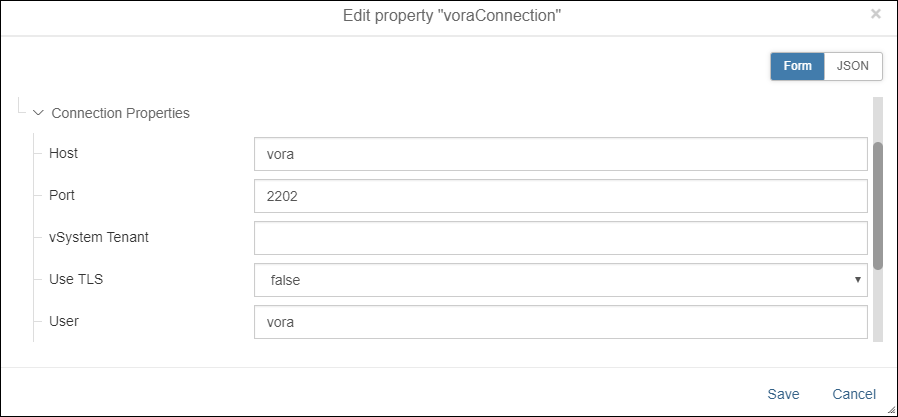 Edit property "voraConnection"
×
Form JSON
Connection Properties
Host vora
Port 2202
vSystem Tenant
Use TLS false
User vora
Save Cancel